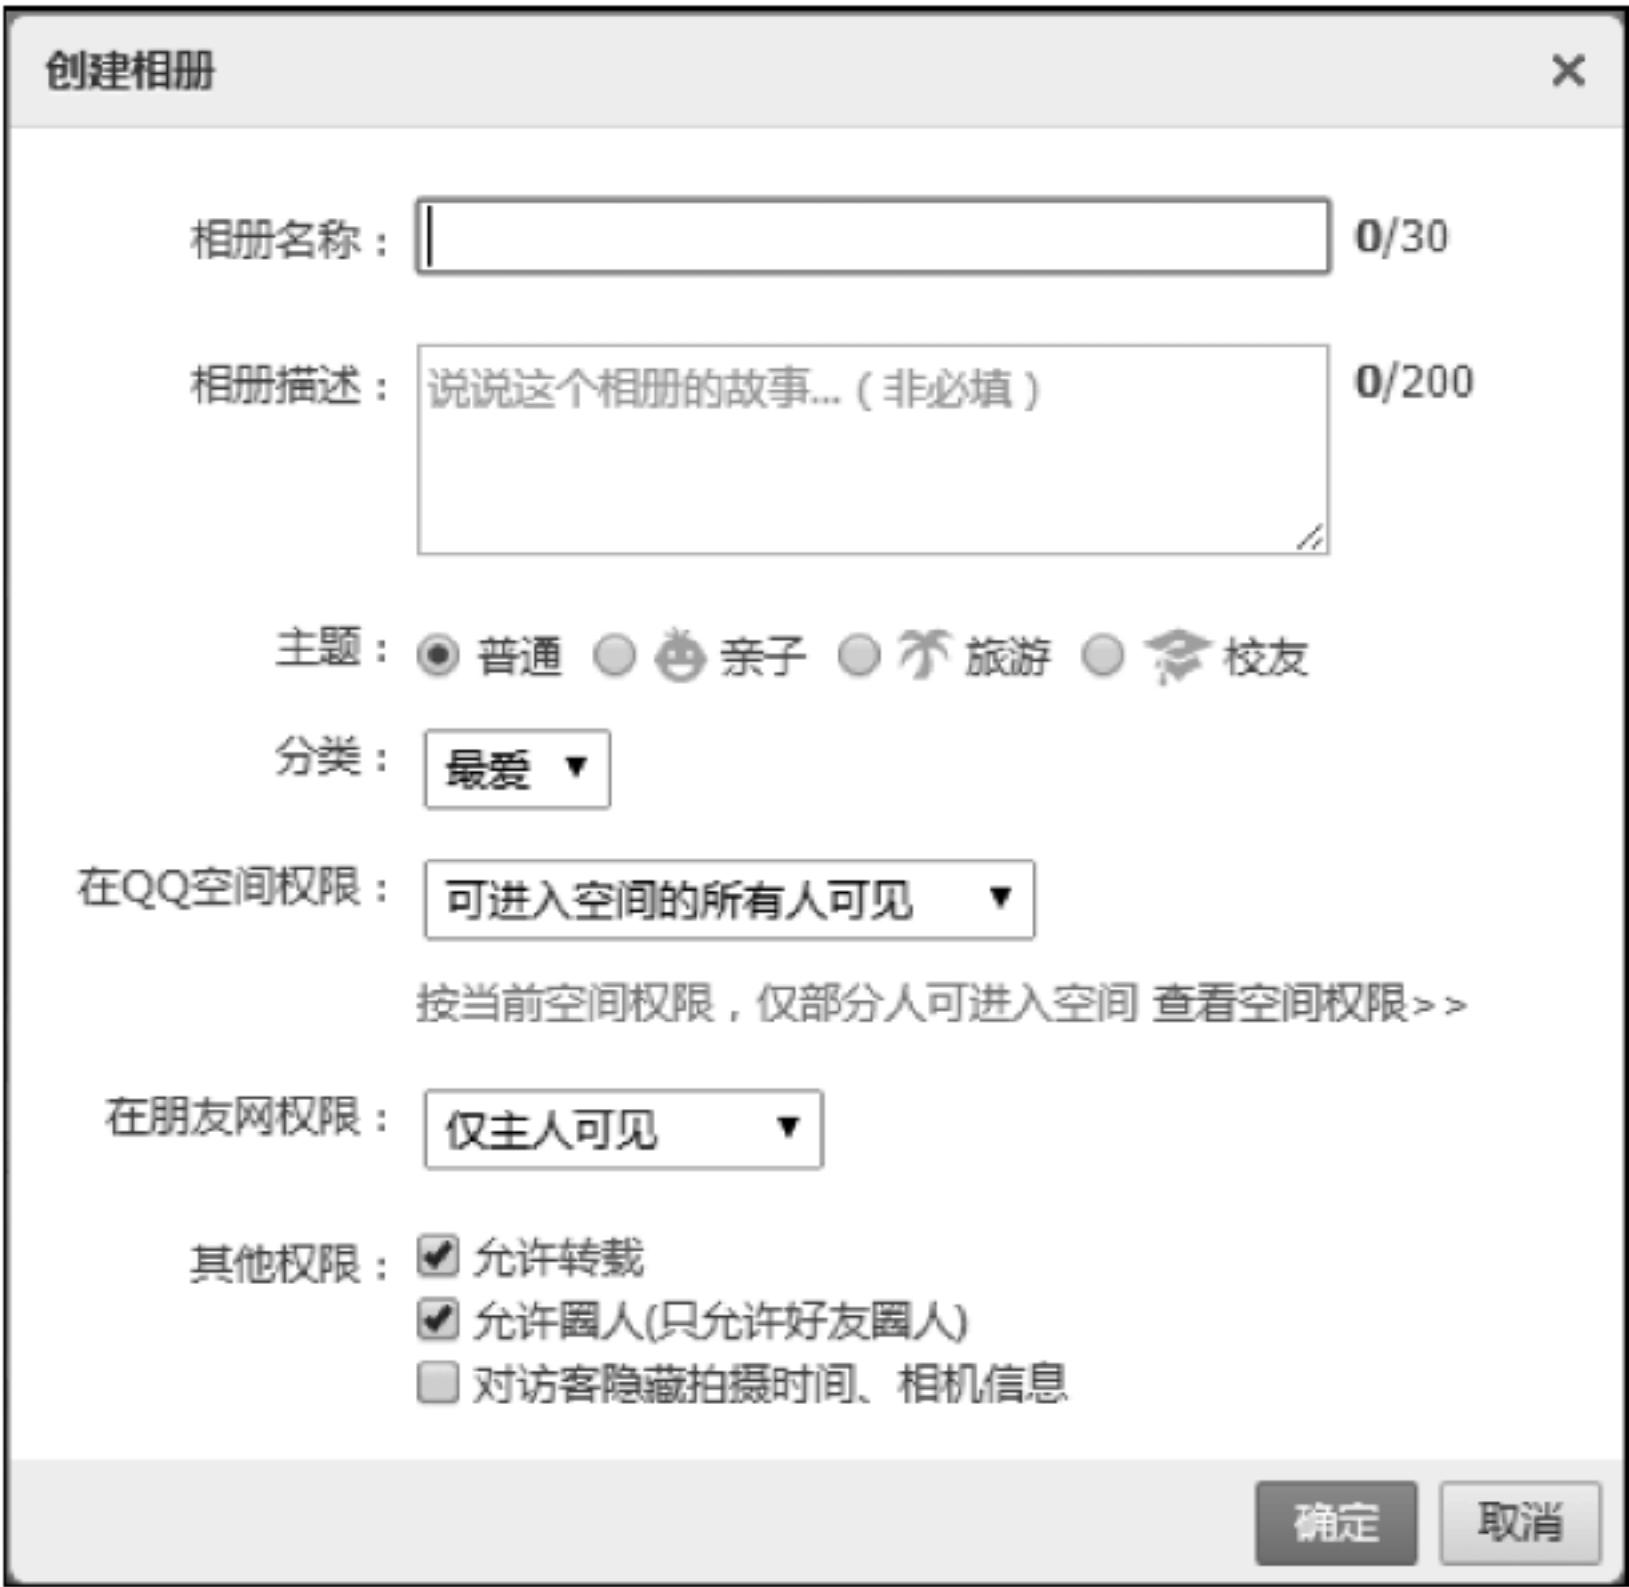 创建相册
相册名称：
0/30
相册描述：
说说这个相册的故事...（非必填）
0/200
主题： 普通 亲子 旅游 校友
分类： 最爱
在QQ空间权限： 可进入空间的所有人可见
按当前空间权限，仅部分人可进入空间 查看空间权限>>
在朋友网权限： 仅主人可见
其他权限： 允许转载
允许圈人(只允许好友圈人)
对访客隐藏拍摄时间、相机信息
确定 取消